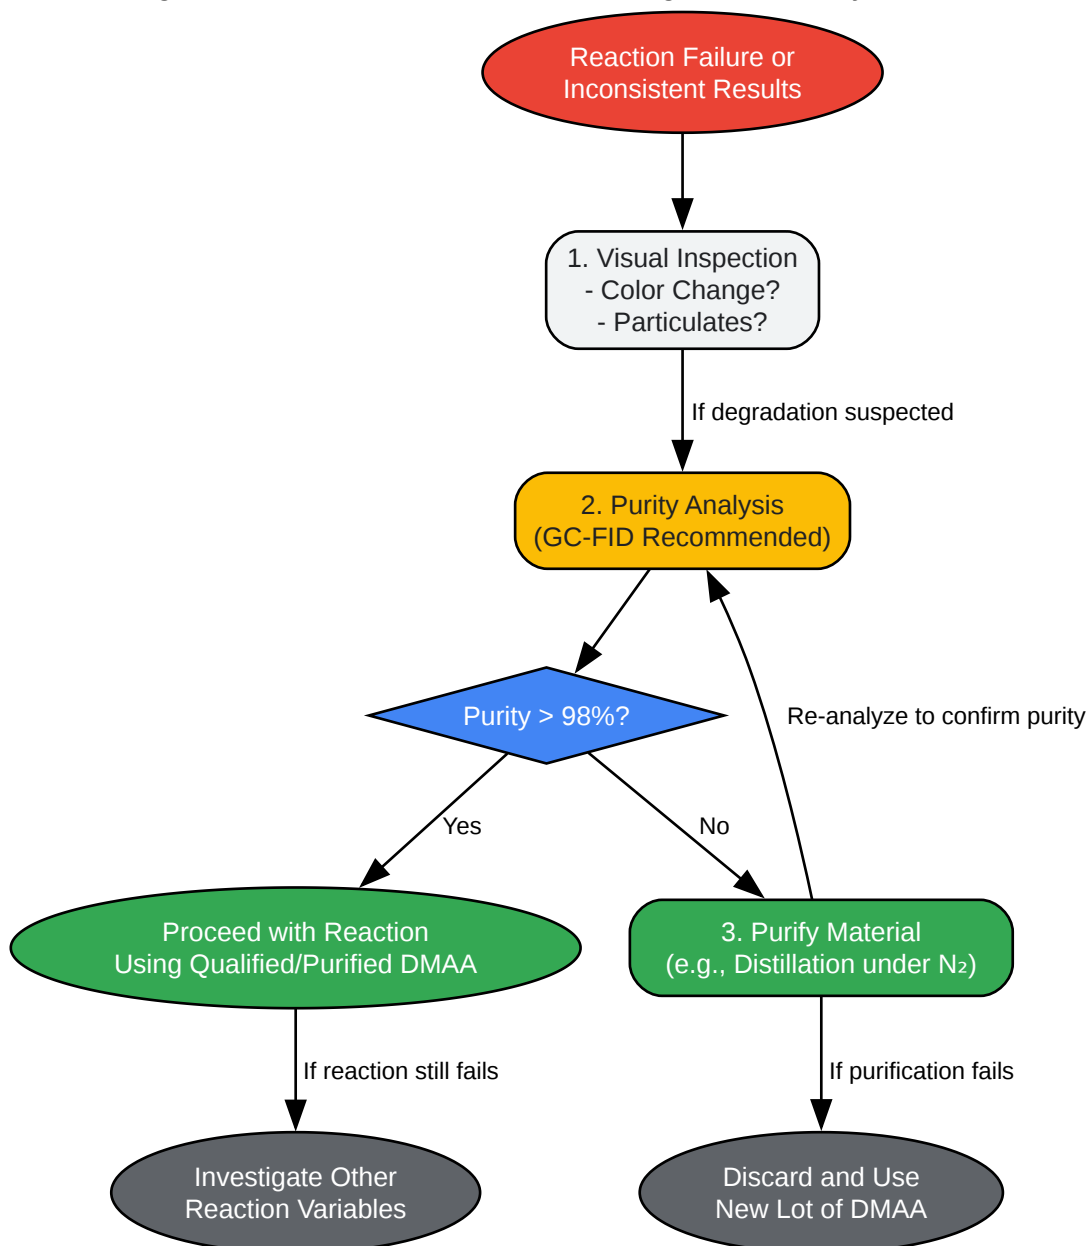 Reaction Failure or
Inconsistent Results
1. Visual Inspection
- Color Change?
- Particulates?
If degradation suspected
2. Purity Analysis
(GC-FID Recommended)
Purity > 98%?
Re-analyze to confirm purity
Yes
No
Proceed with Reaction
Using Qualified/Purified DMAA
3. Purify Material
(e.g., Distillation under N₂)
If reaction still fails
If purification fails
Investigate Other
Reaction Variables
Discard and Use
New Lot of DMAA